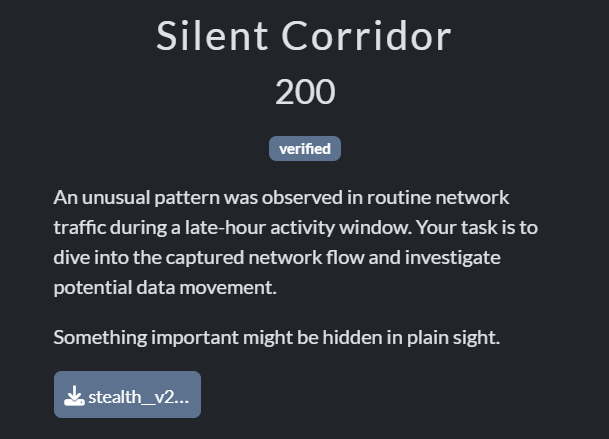 Silent Corridor
200
verified
An unusual pattern was observed in routine network
traffic during a late-hour activity window. Your task is to
dive into the captured network flow and investigate
potential data movement.
Something important might be hidden in plain sight.
stealth__v2...